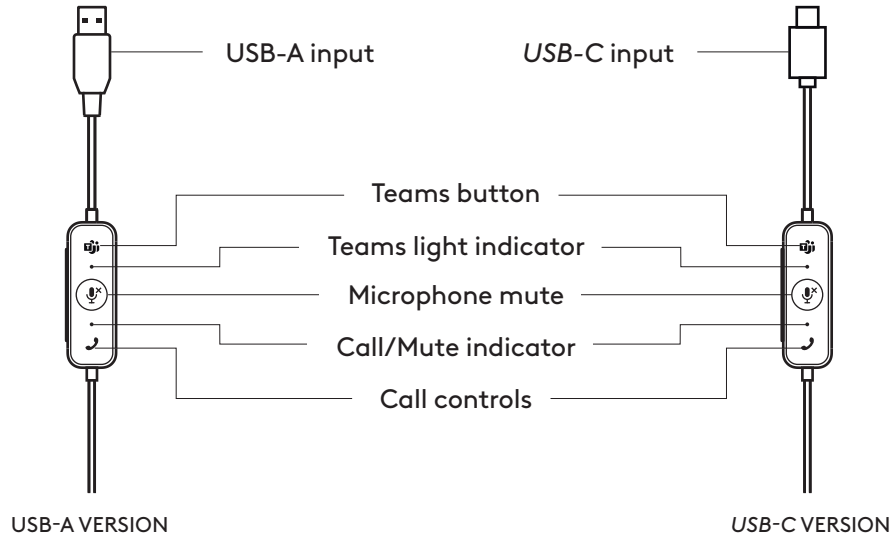 USB-A input
USB-C input
Teams button
Teams light indicator
Microphone mute
Call/Mute indicator
Call controls
USB-A VERSION
USB-C VERSION